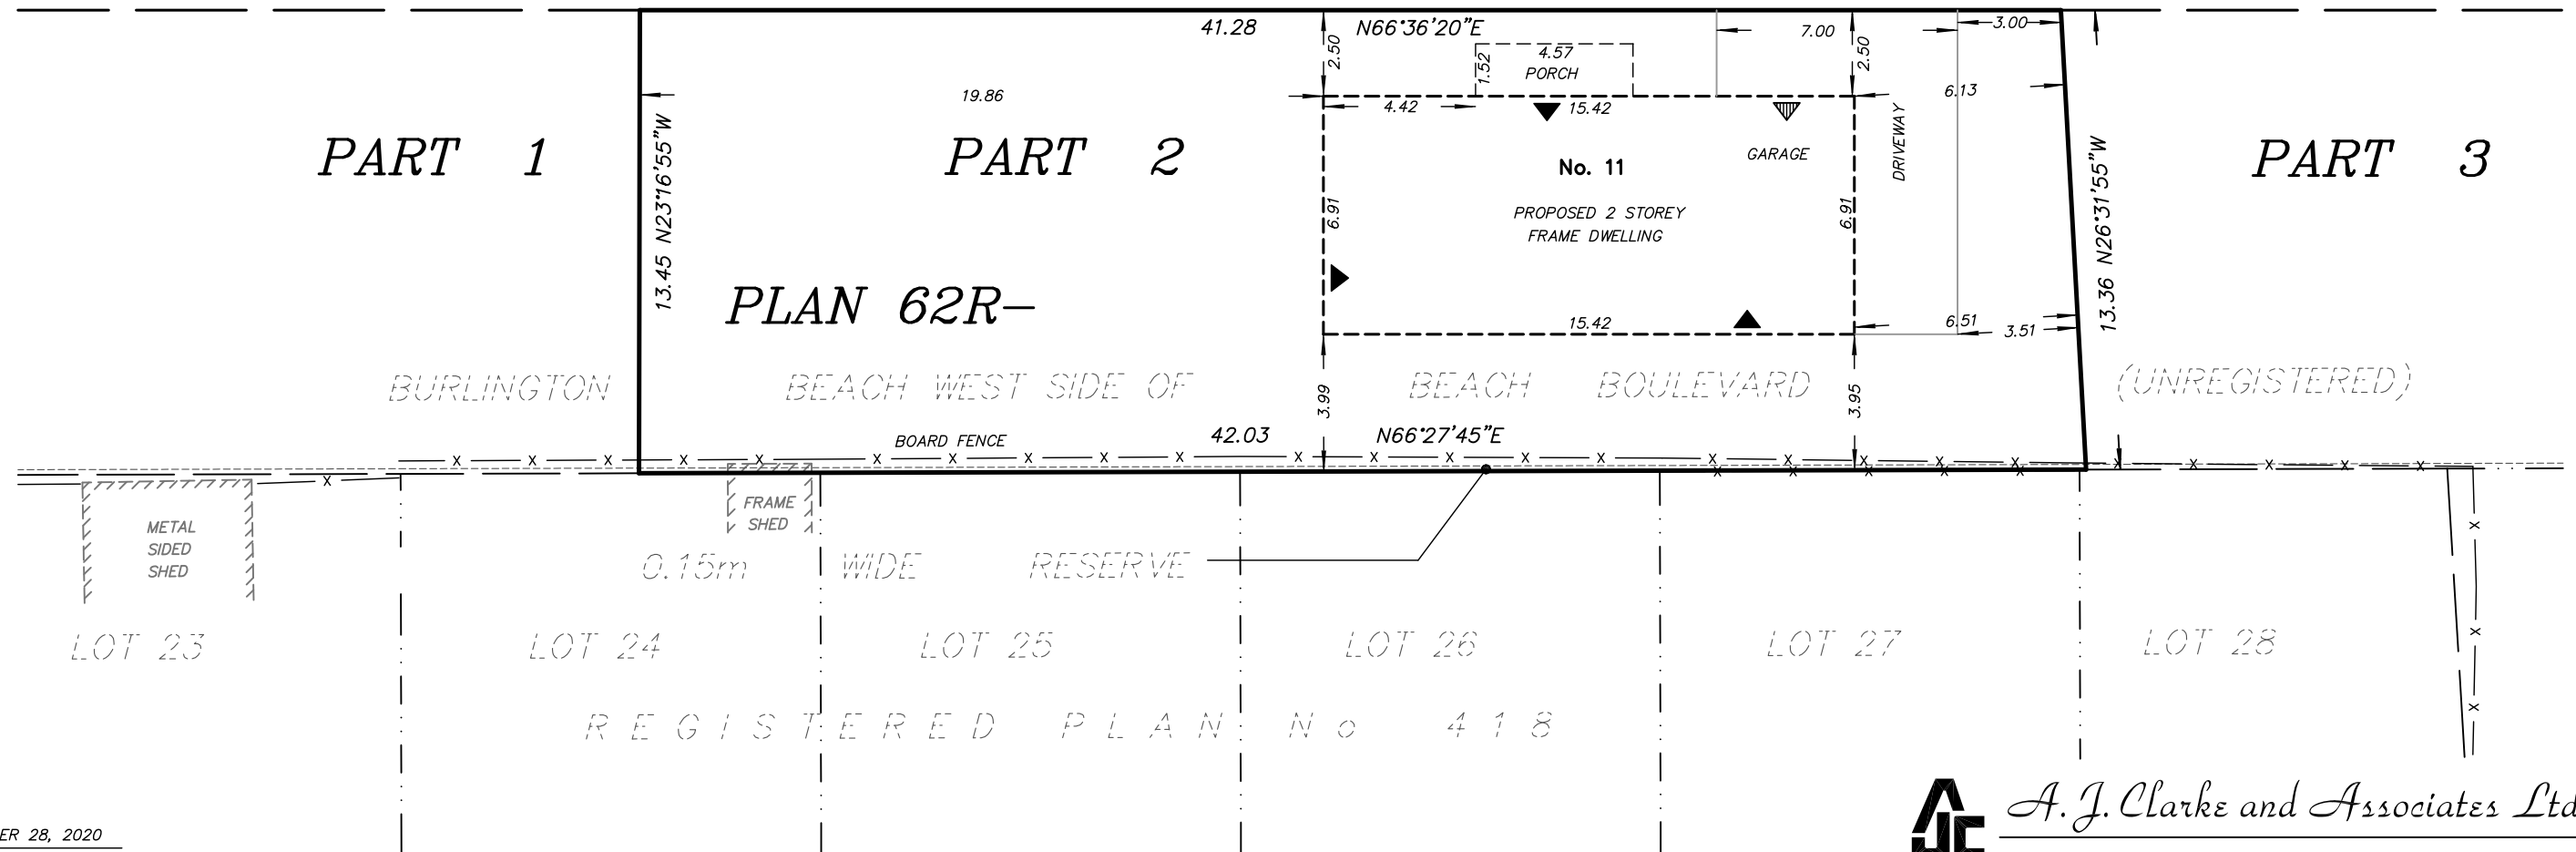 41.28 N66°36'20"E
2.50
4.57
PORCH
1.52
7.00
2.50
3.00
19.86
4.42
15.42
6.13
PART 1
PART 2
PART 3
13.45 N23°16'55"W
No. 11
GARAGE
DRIVEWAY
6.91
PROPOSED 2 STOREY
FRAME DWELLING
6.91
13.36 N26°31'55"W
PLAN 62R-
15.42
6.51
3.51
BURLINGTON BEACH WEST SIDE OF BEACH BOULEVARD (UNREGISTERED)
3.99
3.95
BOARD FENCE
42.03 N66°27'45"E
METAL
SIDED
SHED
FRAME
SHED
0.15m WIDE RESERVE
LOT 23 LOT 24 LOT 25 LOT 26 LOT 27 LOT 28
REGISTERED PLAN No 418
A. J. Clarke and Associates Ltd
AJC
ER 28, 2020